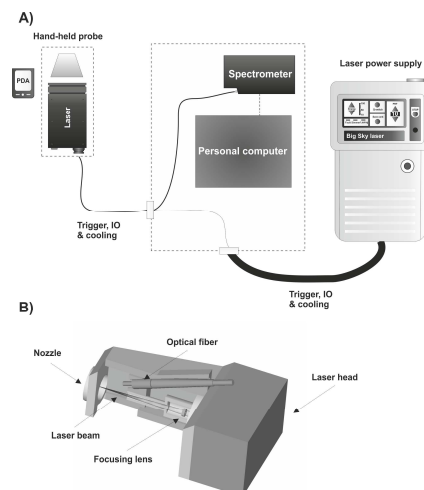 A)
Hand-held probe
Laser power supply
PDA
Spectrometer
Laser
Personal computer
Big Sky laser
Trigger, IO
& cooling
Trigger, IO
& cooling
B)
Optical fiber
Nozzle
Laser head
Laser beam
Focusing lens